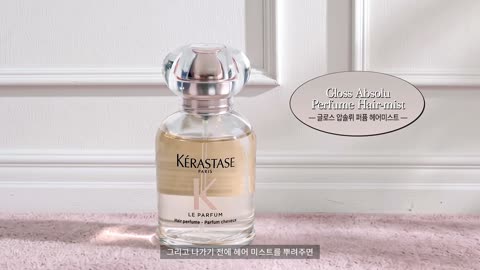 Gloss Absolu
Perfume Hair-mist
— 글로스 압솔뤼 퍼퓸 헤어미스트 —
KÉRASTASE
PARIS
K
LE PARFUM
Hair perfume - Parfum cheveux
그리고 나가기 전에 헤어 미스트를 뿌려주면